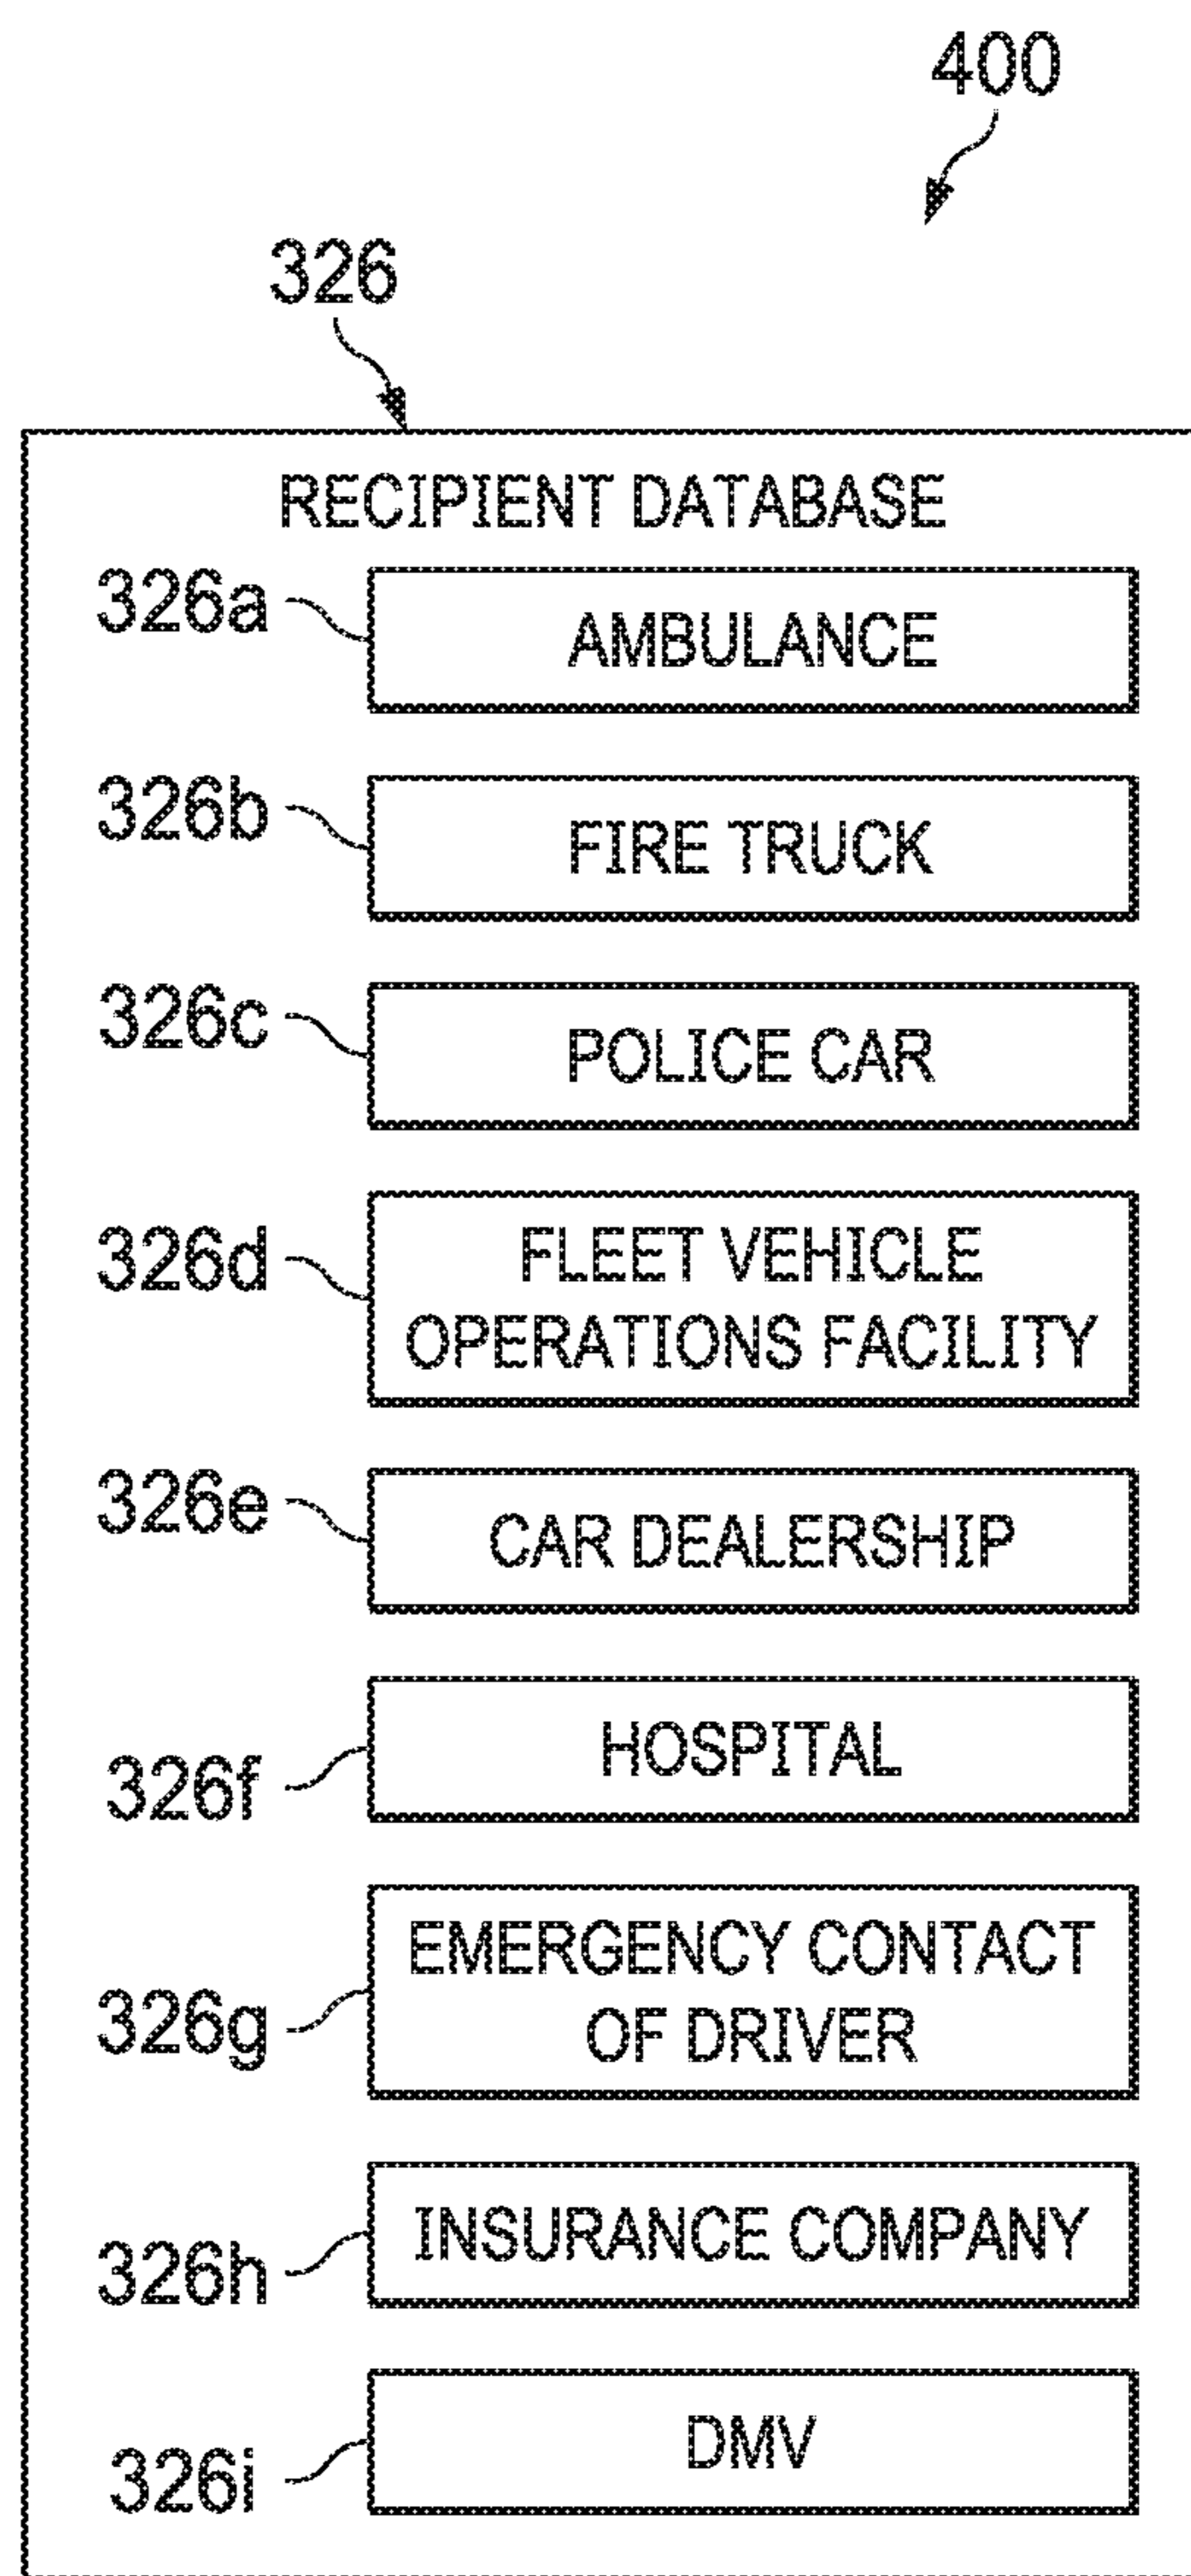 400
326
RECIPIENT DATABASE
326a
AMBULANCE
326b
FIRE TRUCK
326c
POLICE CAR
326d
FLEET VEHICLE
OPERATIONS FACILITY
326e
CAR DEALERSHIP
326f
HOSPITAL
326g
EMERGENCY CONTACT
OF DRIVER
326h
INSURANCE COMPANY
326i
DMV